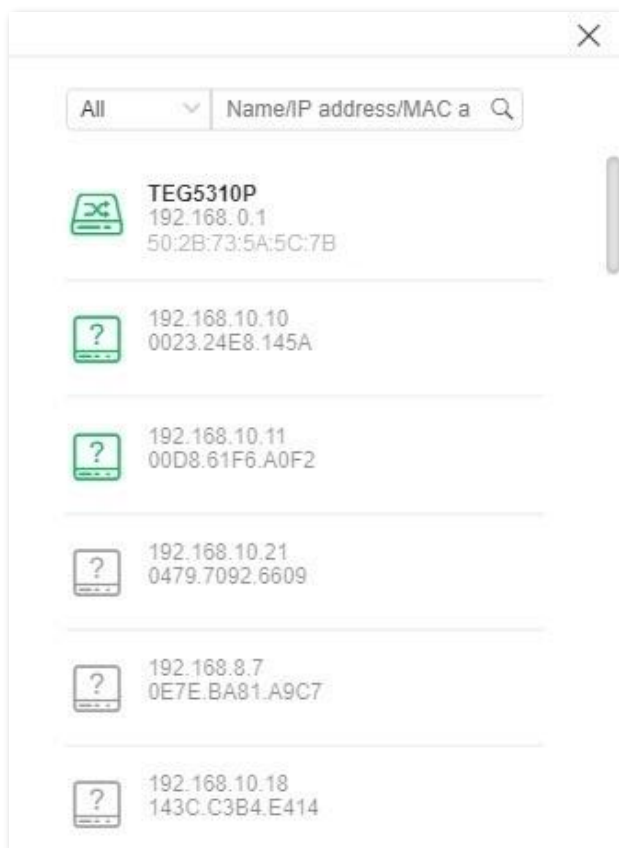 All
Name/IP address/MAC a
TEG5310P
192.168.0.1
50:2B:73:5A:5C:7B
192.168.10.10
0023.24E8.145A
192.168.10.11
00D8.61F6.A0F2
192.168.10.21
0479.7092.6609
192.168.8.7
0E7E.BA81.A9C7
192.168.10.18
143C.C3B4.E414